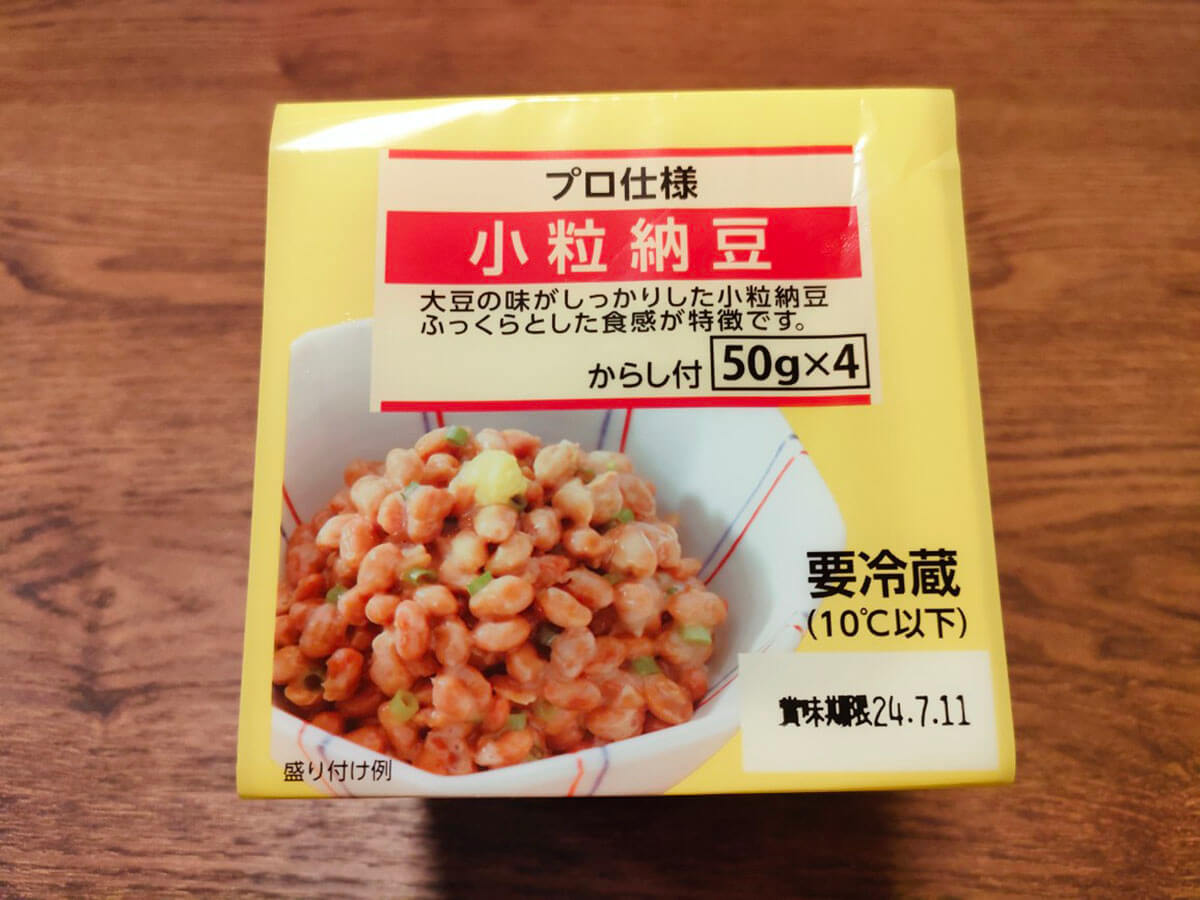 プロ仕様
小粒納豆
大豆の味がしっかりした小粒納豆
ふっくらとした食感が特徴です。
からし付 50g×4
要冷蔵
(10℃以下)
賞味期限24.7.11
盛り付け例